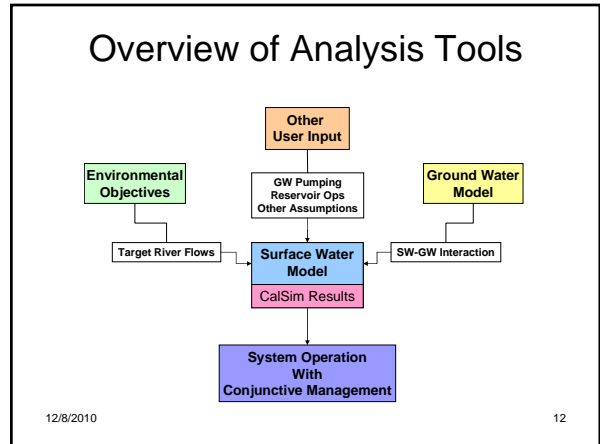 Overview of Analysis Tools
Other
User Input
Environmental
Objectives
GW Pumping
Reservoir Ops
Other Assumptions
Ground Water
Model
Target River Flows
Surface Water
Model
SW-GW Interaction
CalSim Results
System Operation
With
Conjunctive Management
12/8/2010
12